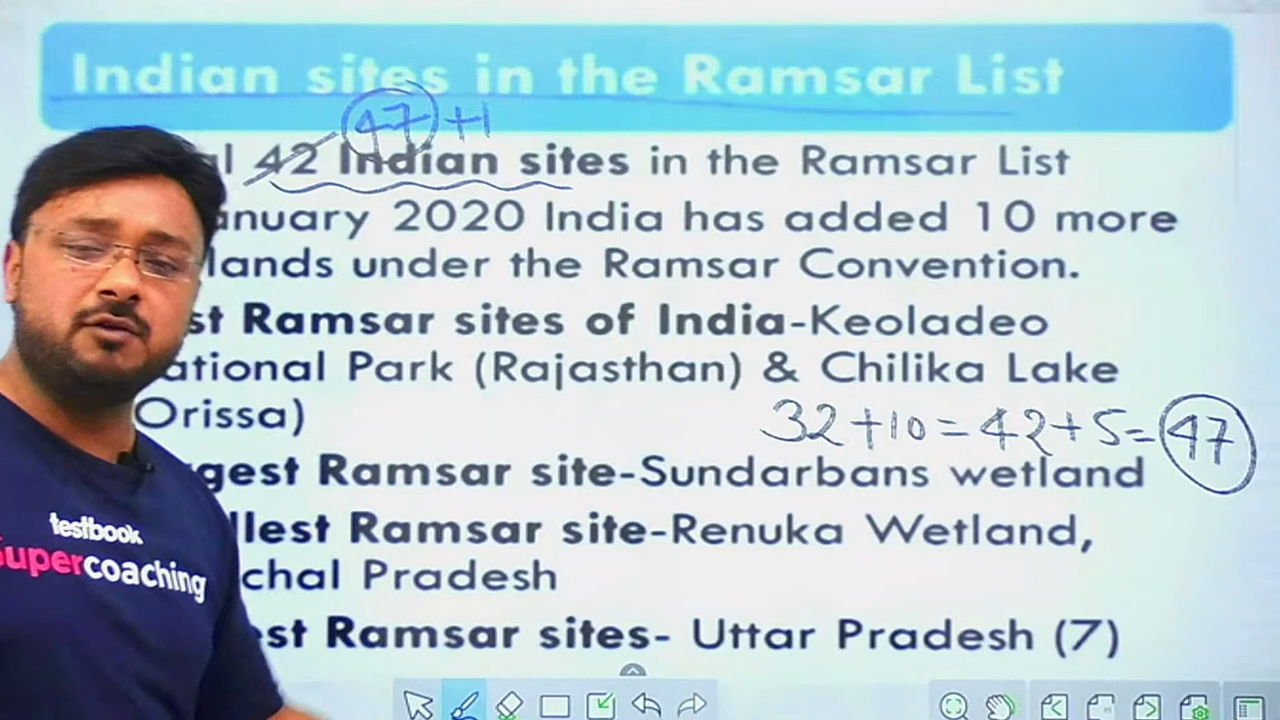 Indian sites in the Ramsar List
47 +1
l 42 Indian sites in the Ramsar List
anuary 2020 India has added 10 more
lands under the Ramsar Convention.
st Ramsar sites of India-Keoladeo
ational Park (Rajasthan) & Chilika Lake
Orissa)
32+10=42+5=47
gest Ramsar site-Sundarbans wetland
llest Ramsar site-Renuka Wetland,
chal Pradesh
est Ramsar sites- Uttar Pradesh (7)
testbook
Supercoaching